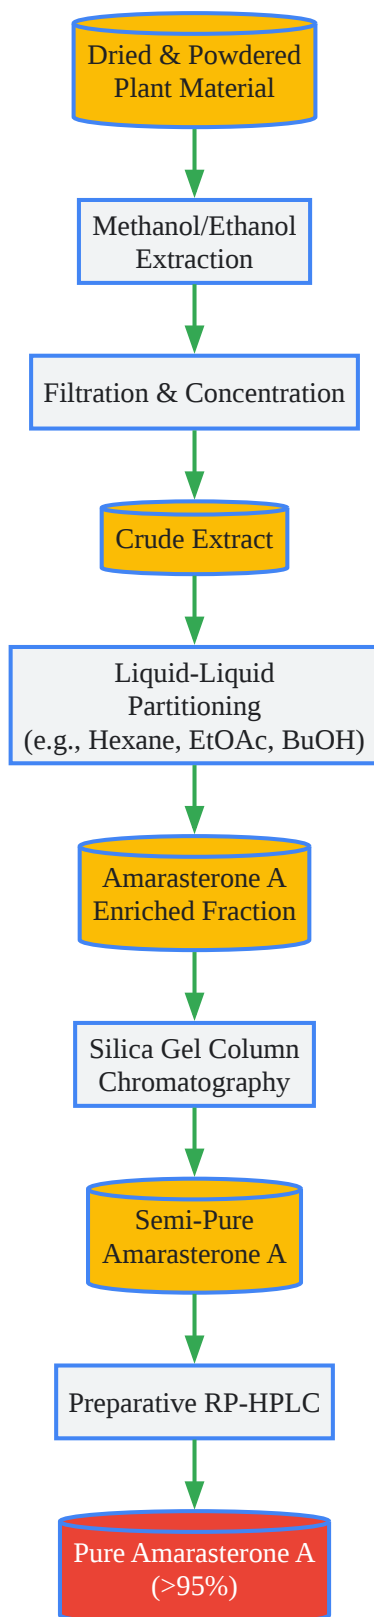 Dried & Powdered
Plant Material
Methanol/Ethanol
Extraction
Filtration & Concentration
Crude Extract
Liquid-Liquid
Partitioning
(e.g., Hexane, EtOAc, BuOH)
Amarasterone A
Enriched Fraction
Silica Gel Column
Chromatography
Semi-Pure
Amarasterone A
Preparative RP-HPLC
Pure Amarasterone A
(>95%)